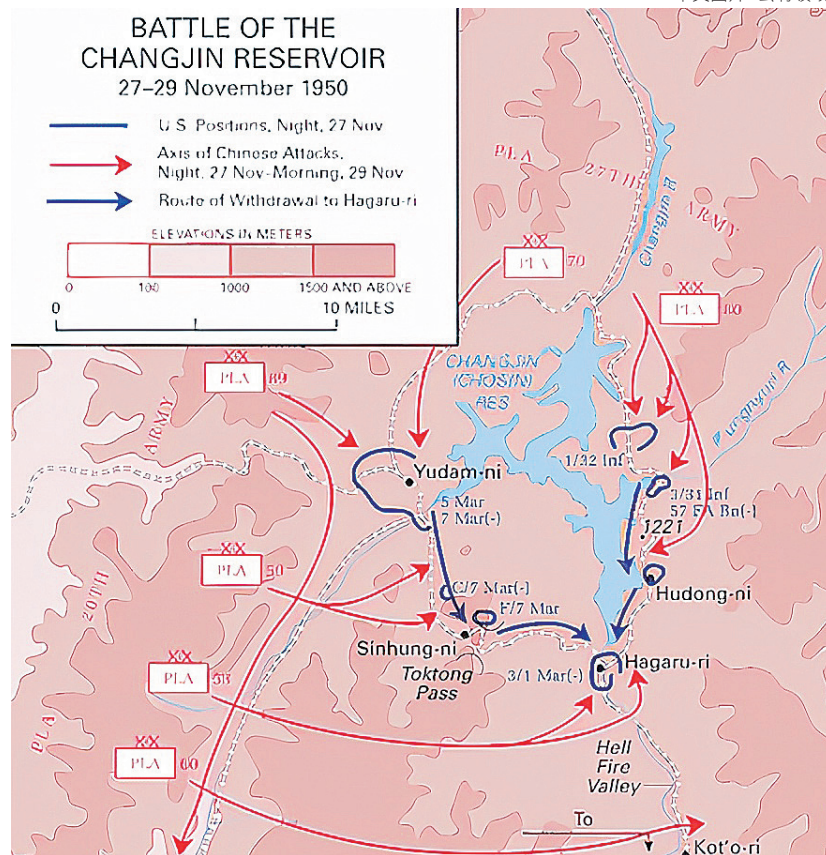 BATTLE OF THE
CHANGJIN RESERVOIR
27–29 November 1950
U.S. Positions, Night, 27 Nov
Axis of Chinese Attacks,
Night, 27 Nov-Morning, 29 Nov
Route of Withdrawal to Hagaru-ri
ELEVATIONS IN METERS
0 100 1000 1500 AND ABOVE
0 10 MILES
PLA 27TH ARMY
Changjin R
PLA 70
PLA 80
CHANGJIN
(CHOSIN)
RES
PLA 89
ARMY
1/32 Inf
Yudam-ni
5 Mar
7 Mar(-)
3/31 Inf
57 FA Bn(-)
1221
20TH
PLA
C/7 Mar(-)
F/7 Mar
Hudong-ni
Sinhung-ni
Toktong
Pass
3/1 Mar(-)
Hagaru-ri
PLA
PLA
PLA 60
Hell
Fire
Valley
To
Kot'o-ri